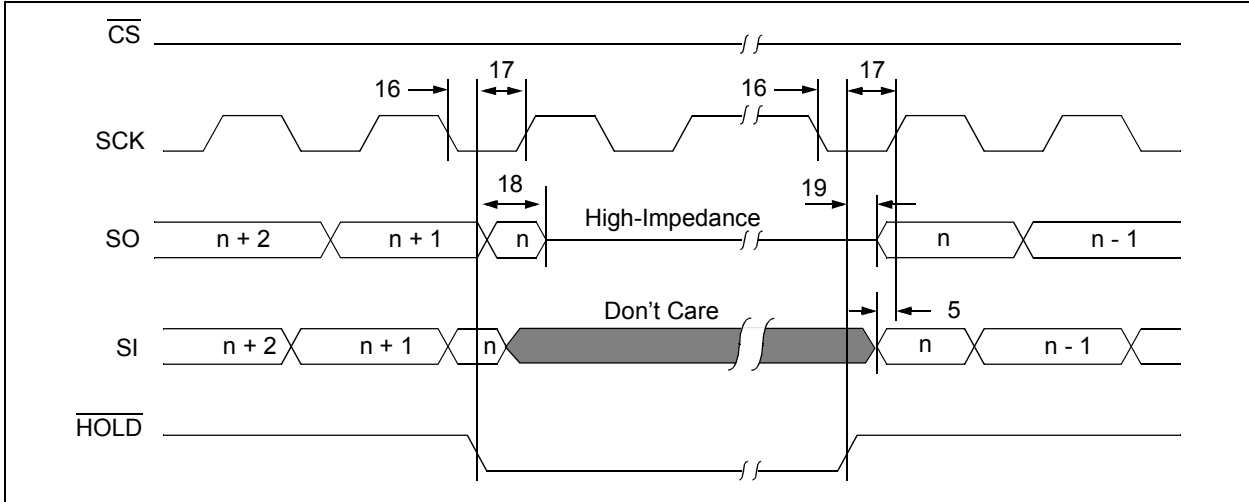 CS
16 17 16 17
SCK
18 19
SO n + 2 n + 1 n High-Impedance n n - 1
Don't Care 5
SI n + 2 n + 1 n n n - 1
HOLD